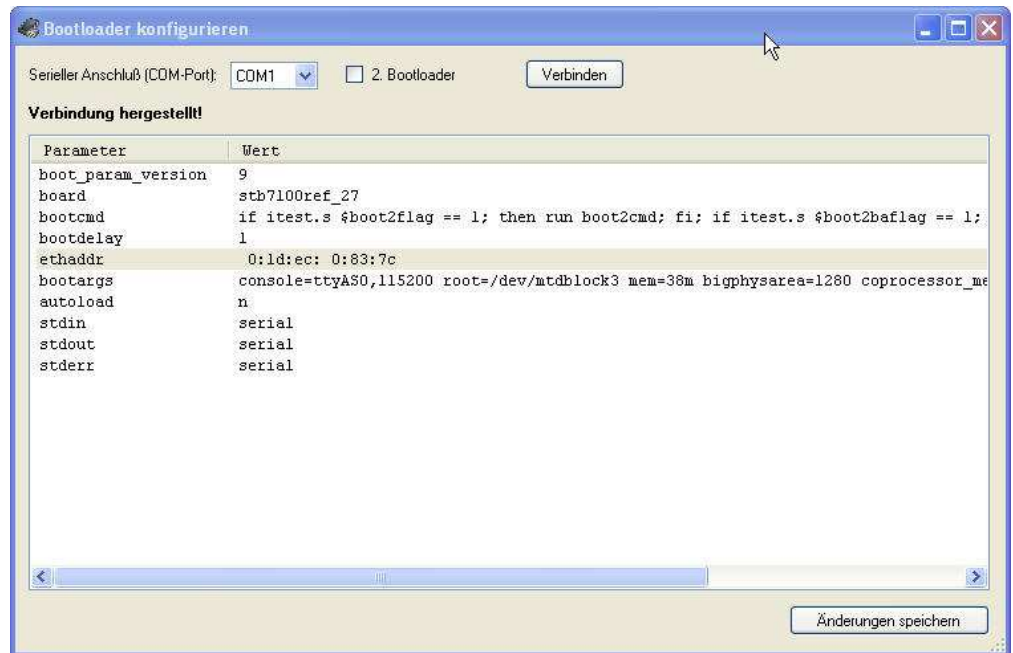 Bootloader konfigurieren
Serieller Anschluß (COM-Port): COM1 2. Bootloader Verbinden
Verbindung hergestellt!
Parameter Wert
boot_param_version 9
board stb7100ref_27
bootcmd if itest.s $boot2flag == 1; then run boot2cmd; fi; if itest.s $boot2baflag == 1;
bootdelay 1
ethaddr 0:1d:ec: 0:83:7c
bootargs console=ttyAS0,115200 root=/dev/mtdblock3 mem=38m bigphysarea=1280 coprocessor_me
autoload n
stdin serial
stdout serial
stderr serial
Änderungen speichern